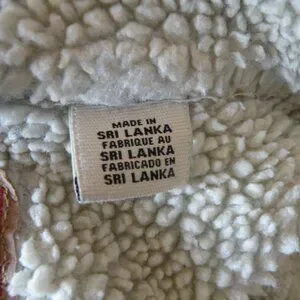 MADE IN
SRI LANKA
FABRIQUE AU
SRI LANKA
FABRICADO EN
SRI LANKA